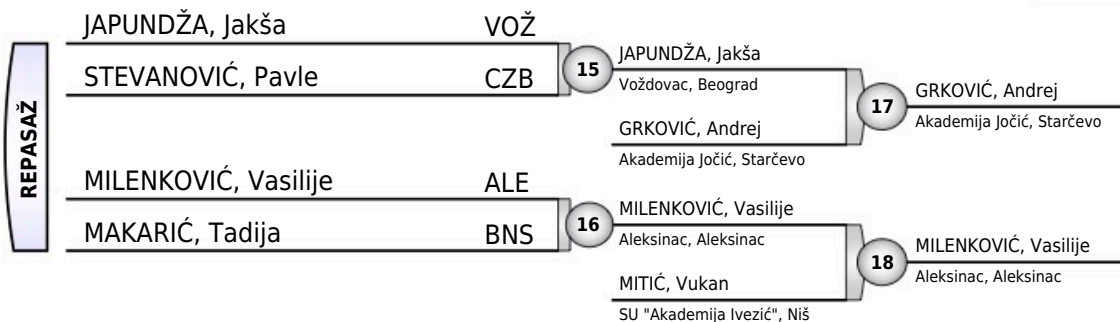 REPASAŽ
JAPUNDŽA, Jakša VOŽ
STEVANOVIĆ, Pavle CZB
15
JAPUNDŽA, Jakša
Voždovac, Beograd
GRKOVIĆ, Andrej
Akademija Jočić, Starčevo
17
GRKOVIĆ, Andrej
Akademija Jočić, Starčevo
MILENKOVIĆ, Vasilije ALE
MAKARIĆ, Tadija BNS
16
MILENKOVIĆ, Vasilije
Aleksinac, Aleksinac
MITIĆ, Vukan
SU "Akademija Ivezić", Niš
18
MILENKOVIĆ, Vasilije
Aleksinac, Aleksinac